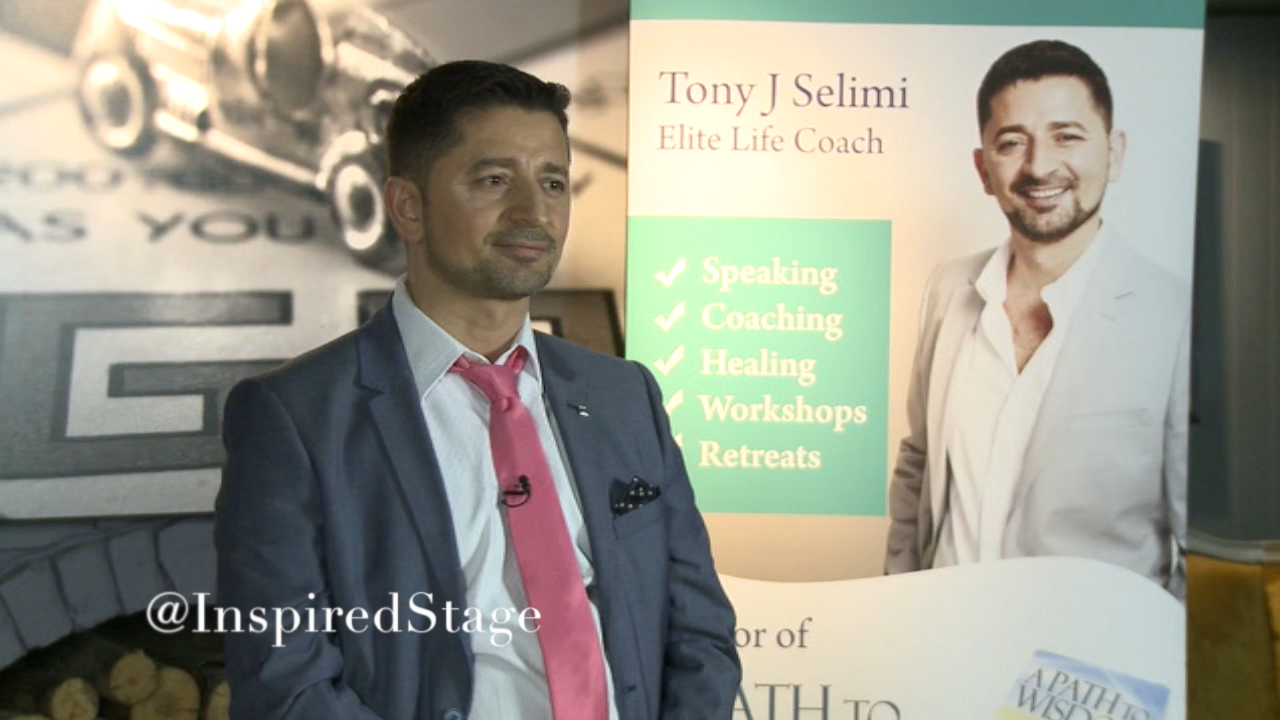 Tony J Selimi
Elite Life Coach
Speaking
Coaching
Healing
Workshops
Retreats
AS YOU
@InspiredStage
or of
ATH TO
A PATH TO